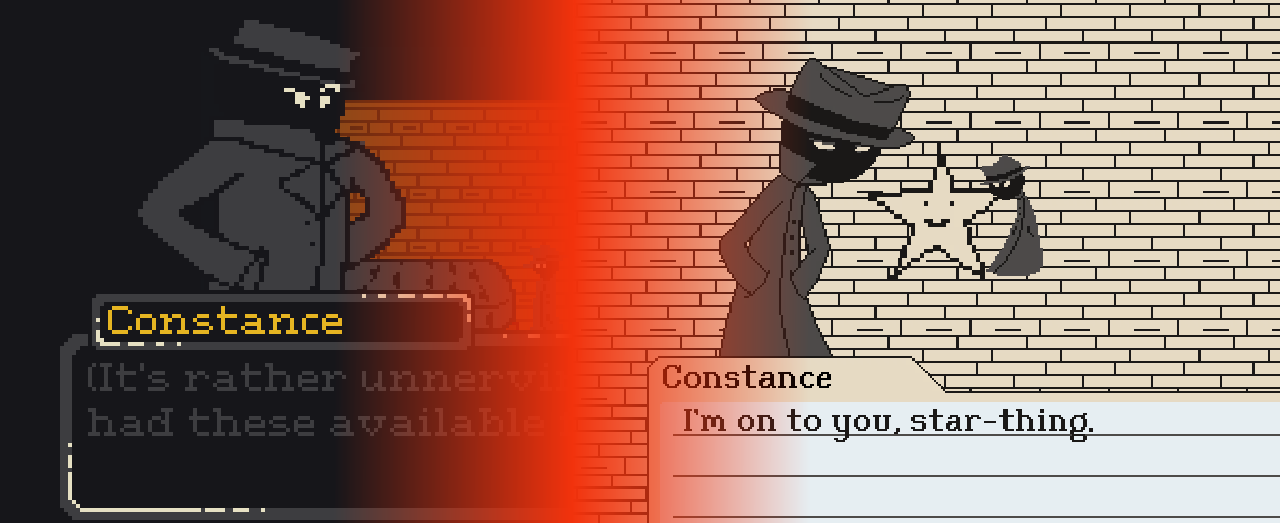 Constance
(It's rather unnervi
had these available
Constance
I'm on to you, star-thing.